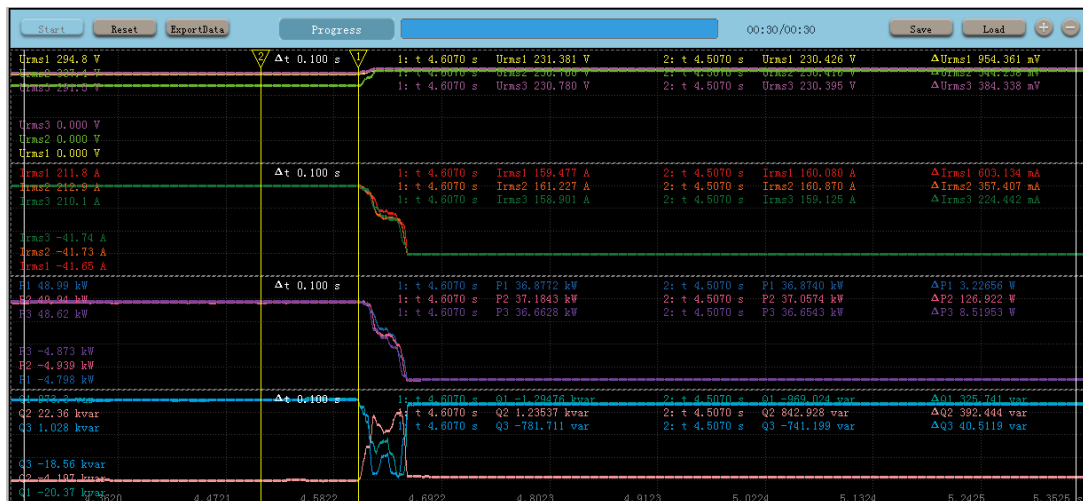 Start Reset ExportData Progress 00:30/00:30 Save Load
Urms1 294.8 V 2 Δt 0.100 s 1 1: t 4.6070 s Urms1 231.381 V 2: t 4.5070 s Urms1 230.426 V ΔUrms1 954.361 mV
1: t 4.6070 s 2: t 4.5070 s
1: t 4.6070 s Urms3 230.780 V 2: t 4.5070 s Urms3 230.395 V ΔUrms3 384.338 mV
Urms3 0.000 V
Urms2 0.000 V
Urms1 0.000 V
Irms1 211.8 A Δt 0.100 s 1: t 4.6070 s Irms1 159.477 A 2: t 4.5070 s Irms1 160.080 A ΔIrms1 603.134 mA
Irms2 212.9 A 1: t 4.6070 s Irms2 161.227 A 2: t 4.5070 s Irms2 160.870 A ΔIrms2 357.407 mA
Irms3 210.1 A 1: t 4.6070 s Irms3 158.901 A 2: t 4.5070 s Irms3 159.125 A ΔIrms3 224.442 mA
Irms3 -41.74 A
Irms2 -41.73 A
Irms1 -41.65 A
P1 48.99 kW Δt 0.100 s 1: t 4.6070 s P1 36.8772 kW 2: t 4.5070 s P1 36.8740 kW ΔP1 3.22656 W
P2 49.94 kW 1: t 4.6070 s P2 37.1843 kW 2: t 4.5070 s P2 37.0574 kW ΔP2 126.922 W
P3 48.62 kW 1: t 4.6070 s P3 36.6628 kW 2: t 4.5070 s P3 36.6543 kW ΔP3 8.51953 W
P3 -4.873 kW
P2 -4.939 kW
P1 -4.798 kW
Δt 0.100 s 1: t 4.6070 s Q1 -1.29476 kvar 2: t 4.5070 s Q1 -969.024 var ΔQ1 325.741 var
Q2 22.36 kvar 1: t 4.6070 s Q2 1.23537 kvar 2: t 4.5070 s Q2 842.928 var ΔQ2 392.444 var
Q3 1.028 kvar 1: t 4.6070 s Q3 -781.711 var 2: t 4.5070 s Q3 -741.199 var ΔQ3 40.5119 var
Q3 -18.56 kvar
Q2 -4.197 kvar
Q1 -20.37 kvar
4.3620 4.4721 4.5822 4.6922 4.8023 4.9123 5.0224 5.1324 5.2425 5.3525